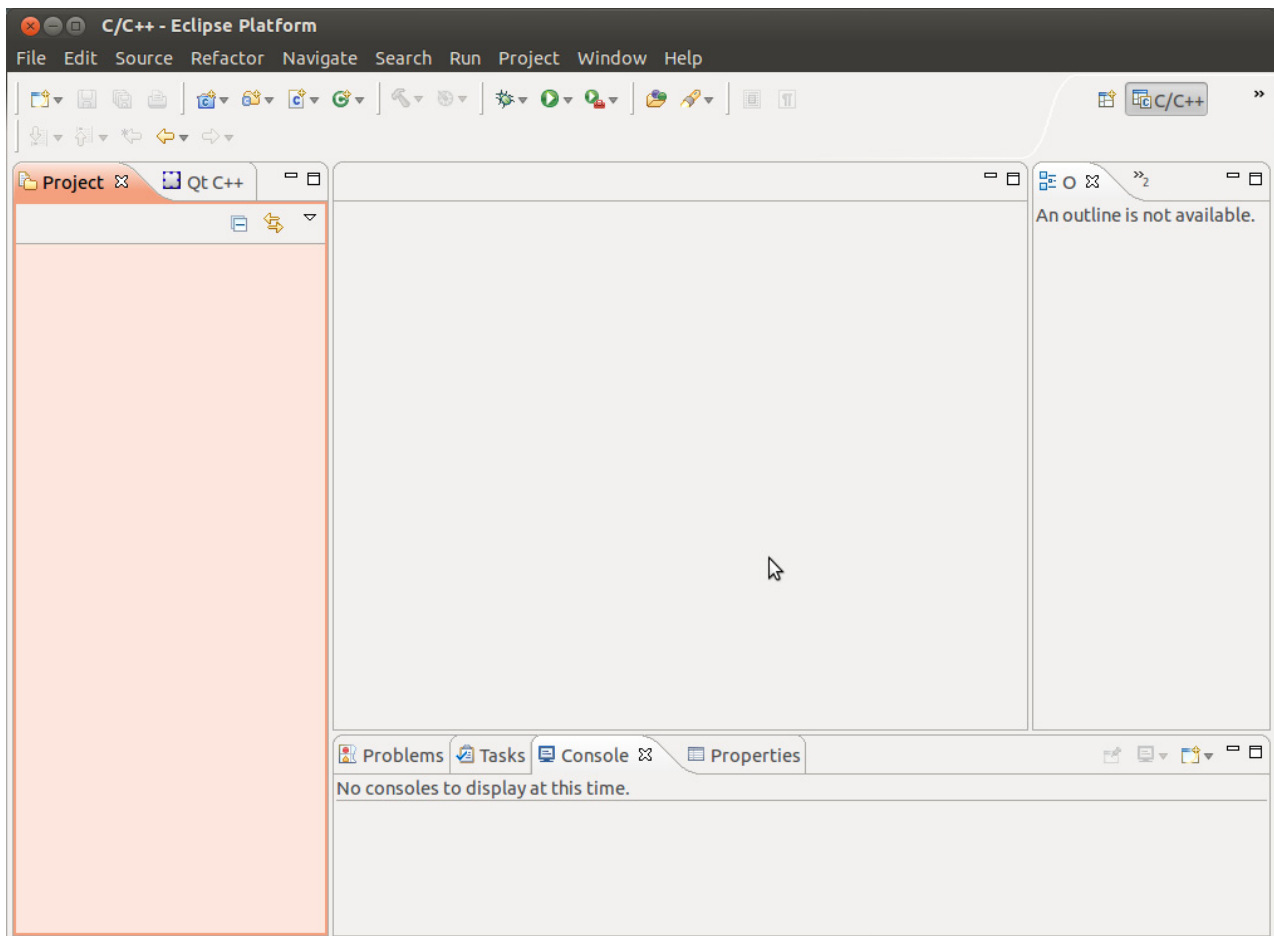 C/C++ - Eclipse Platform
File Edit Source Refactor Navigate Search Run Project Window Help
C/C++ »
Project Qt C++
O »2
An outline is not available.
Problems Tasks Console Properties
No consoles to display at this time.